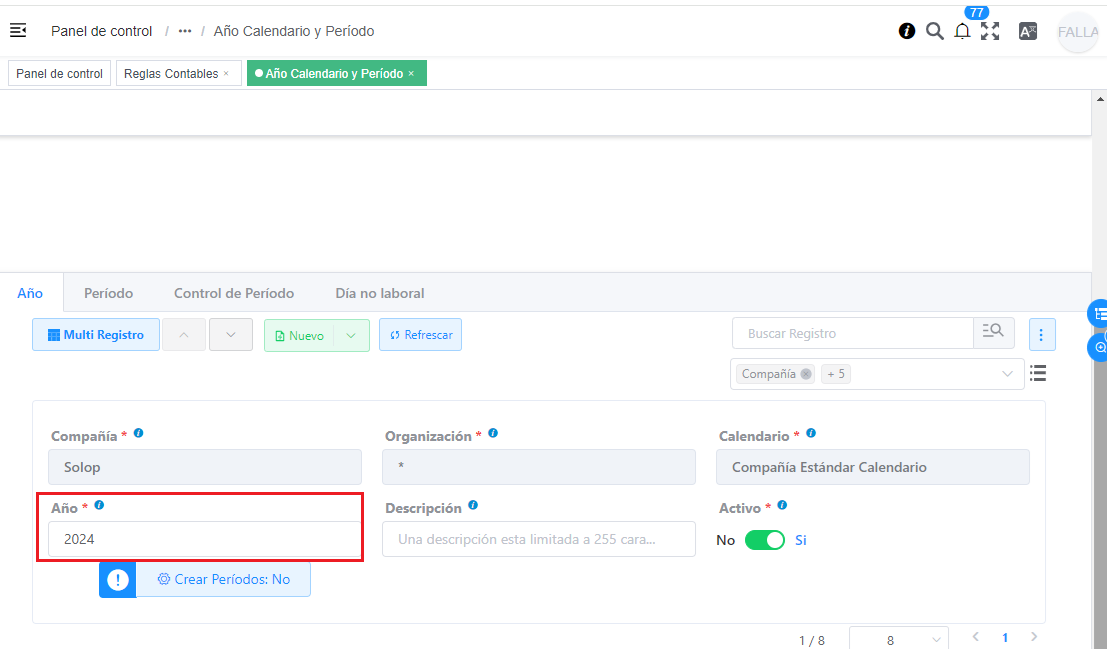 77
Panel de control / ••• / Año Calendario y Período
FALLA
Panel de control Reglas Contables × Año Calendario y Período ×
Año Período Control de Período Día no laboral
Multi Registro Nuevo Refrescar Buscar Registro
Compañía + 5
Compañía * Organización * Calendario *
Solop * Compañía Estándar Calendario
Año * Descripción Activo *
2024 Una descripción esta limitada a 255 cara... No Si
Crear Períodos: No
1 / 8 8 1